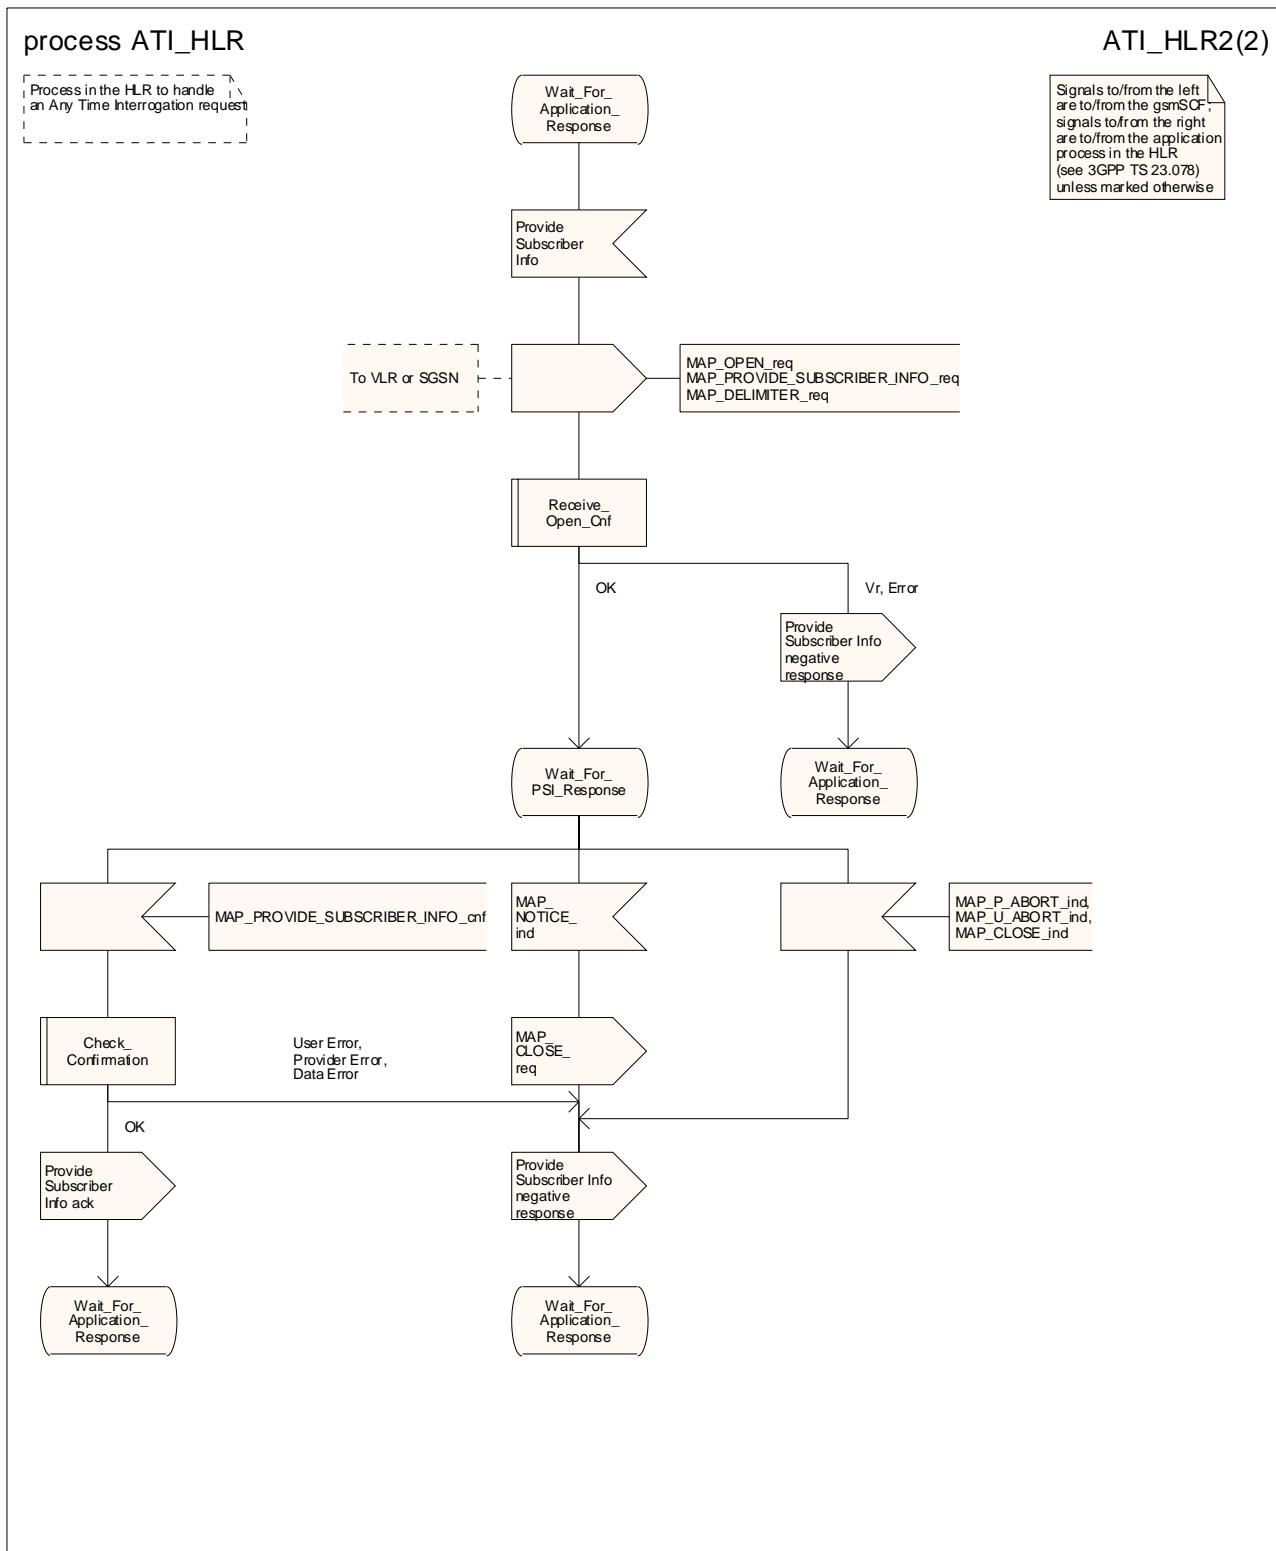 process ATI_HLR
ATI_HLR2(2)
Process in the HLR to handle
an Any Time Interrogation request
Signals to/from the left
are to/from the gsmSCF;
signals to/from the right
are to/from the application
process in the HLR
(see 3GPP TS 23.078)
unless marked otherwise
Wait_For_
Application_
Response
Provide
Subscriber
Info
To VLR or SGSN
MAP_OPEN_req
MAP_PROVIDE_SUBSCRIBER_INFO_req
MAP_DELIMITER_req
Receive_
Open_Cnf
OK
Vr, Error
Provide
Subscriber Info
negative
response
Wait_For_
PSI_Response
Wait_For_
Application_
Response
MAP_PROVIDE_SUBSCRIBER_INFO_cnf
MAP_
NOTICE_
ind
MAP_P_ABORT_ind,
MAP_U_ABORT_ind,
MAP_CLOSE_ind
Check_
Confirmation
User Error,
Provider Error,
Data Error
MAP_
CLOSE_
req
OK
Provide
Subscriber
Info ack
Provide
Subscriber Info
negative
response
Wait_For_
Application_
Response
Wait_For_
Application_
Response